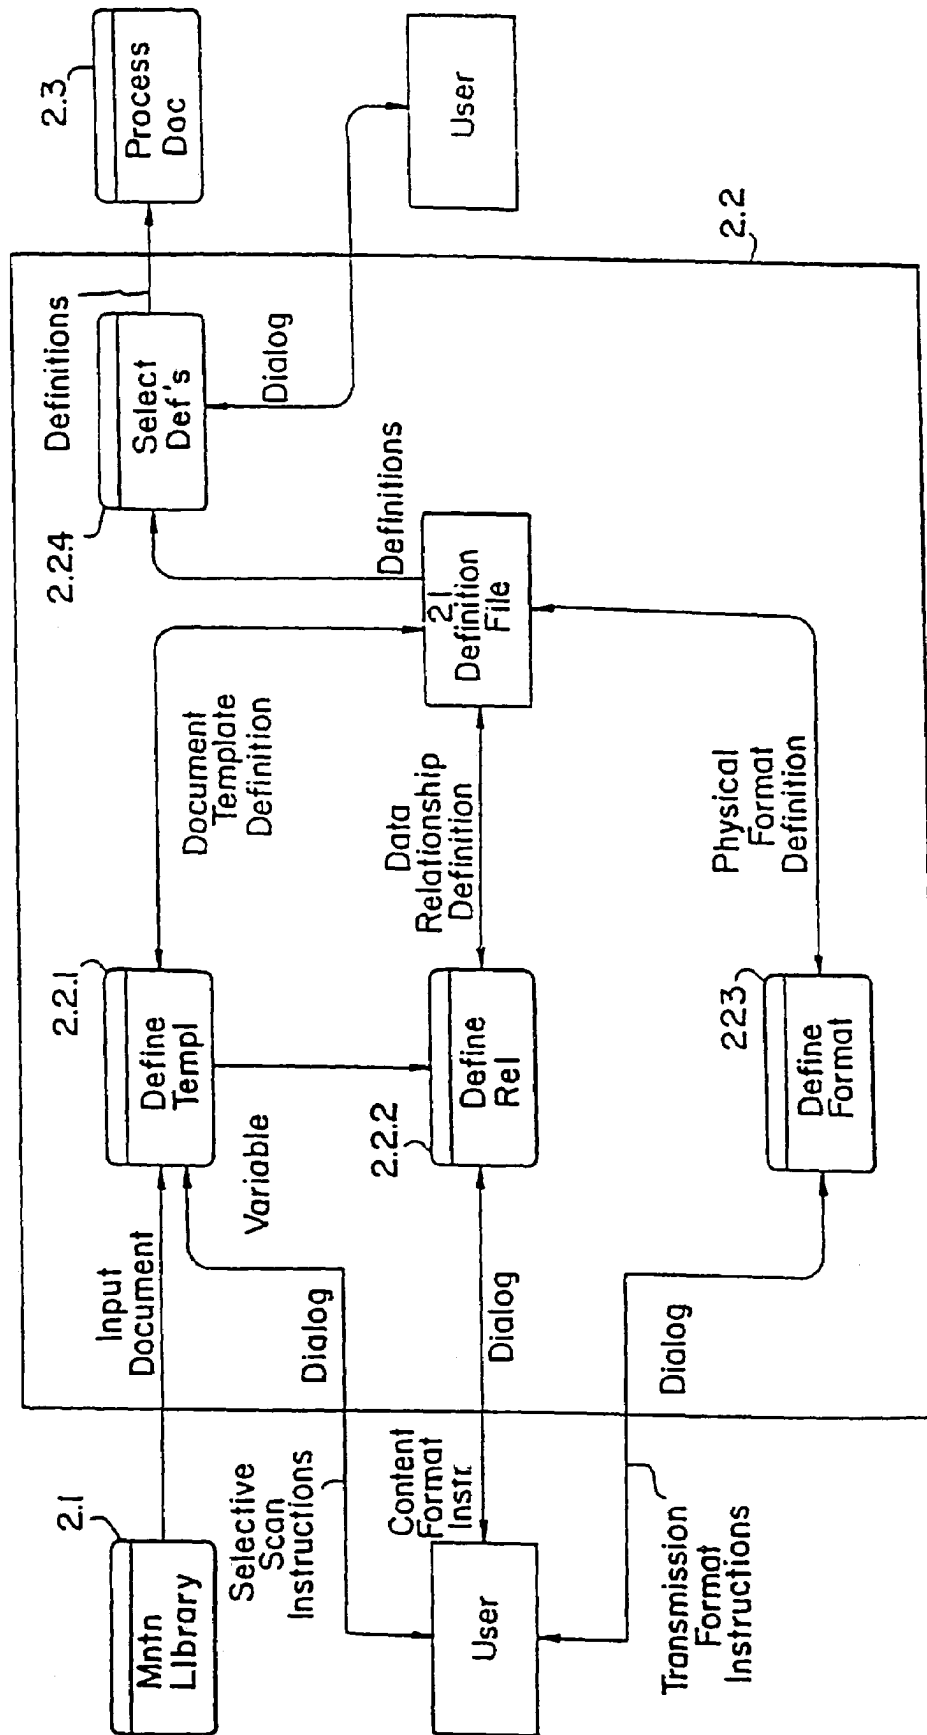 2.1
Mntn
Library
Input
Document
2.2.1
Define
Templ
Document
Template
Definition
2.2.4
Select
Def's
Definitions
2.3
Process
Doc
Selective
Scan
Instructions
Dialog
Variable
Definitions
Dialog
User
Content
Format
Instr.
Dialog
2.2.2
Define
Rel
Data
Relationship
Definition
2.1
Definition
File
User
Transmission
Format
Instructions
Dialog
223
Define
Format
Physical
Format
Definition
2.2